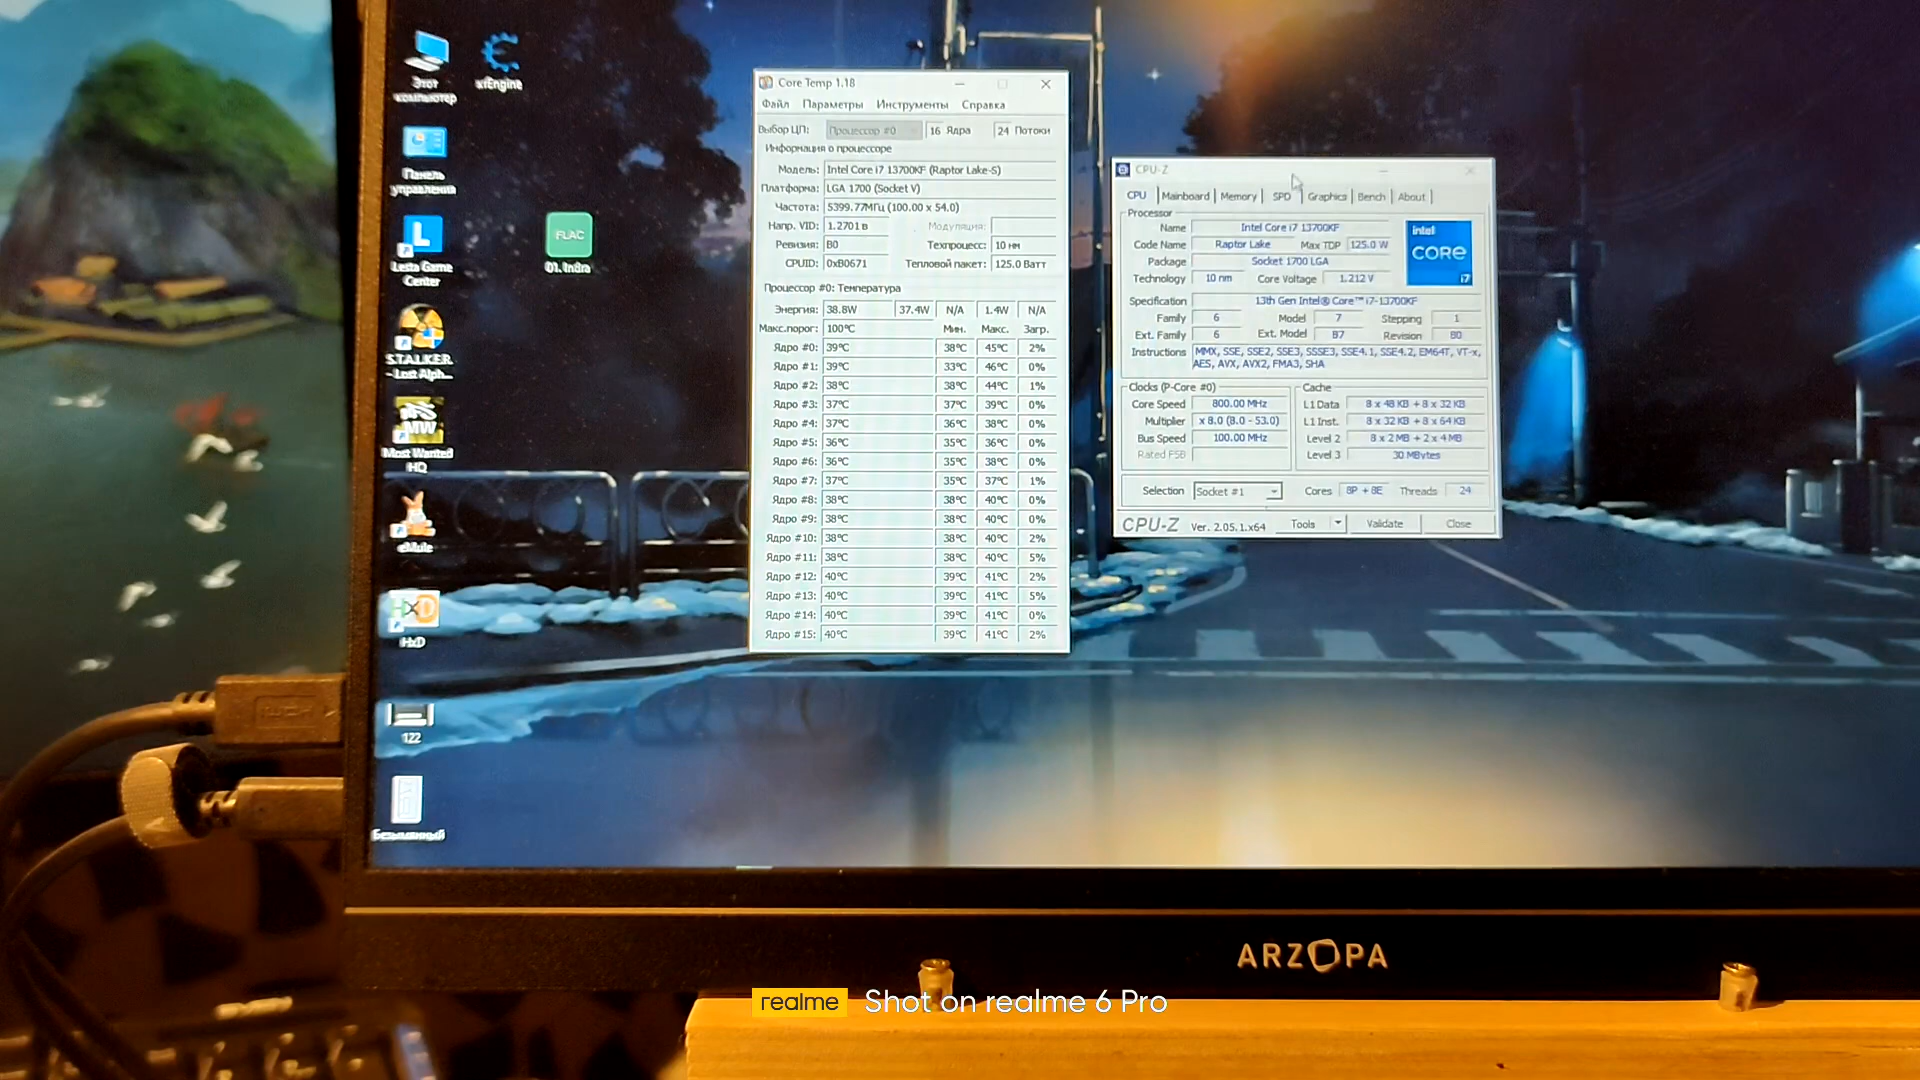 Этот
компьютер
xrEngine
Панель
управления
Lesta Game
Center
FLAC
01. In8ra
S.T.A.L.K.E.R.
- Lost Alph...
MW
Most Wanted
HQ
eMule
HxD
HxD
122
Безымянный
Core Temp 1.18
Файл Параметры Инструменты Справка
Выбор ЦП: Процессор #0 16 Ядра 24 Потоки
Информация о процессоре
Модель: Intel Core i7 13700KF (Raptor Lake-S)
Платформа: LGA 1700 (Socket V)
Частота: 5399.77МГц (100.00 x 54.0)
Напр. VID: 1.2701 в Модуляция:
Ревизия: B0 Техпроцесс: 10 нм
CPUID: 0xB0671 Тепловой пакет: 125.0 Ватт
Процессор #0: Температура
Энергия: 38.8W 37.4W N/A 1.4W N/A
Макс.порог: 100°C Мин. Макс. Загр.
Ядро #0: 39°C 38°C 45°C 2%
Ядро #1: 39°C 33°C 46°C 0%
Ядро #2: 38°C 38°C 44°C 1%
Ядро #3: 37°C 37°C 39°C 0%
Ядро #4: 37°C 36°C 38°C 0%
Ядро #5: 36°C 35°C 36°C 0%
Ядро #6: 36°C 35°C 38°C 0%
Ядро #7: 37°C 35°C 37°C 1%
Ядро #8: 38°C 38°C 40°C 0%
Ядро #9: 38°C 38°C 40°C 0%
Ядро #10: 38°C 38°C 40°C 2%
Ядро #11: 38°C 38°C 40°C 5%
Ядро #12: 40°C 39°C 41°C 2%
Ядро #13: 40°C 39°C 41°C 5%
Ядро #14: 40°C 39°C 41°C 0%
Ядро #15: 40°C 39°C 41°C 2%
CPU-Z
CPU Mainboard Memory SPD Graphics Bench About
Processor
Name Intel Core i7 13700KF
Code Name Raptor Lake Max TDP 125.0 W
Package Socket 1700 LGA
Technology 10 nm Core Voltage 1.212 V
intel
CORE
i7
Specification 13th Gen Intel® Core™ i7-13700KF
Family 6 Model 7 Stepping 1
Ext. Family 6 Ext. Model B7 Revision B0
Instructions MMX, SSE, SSE2, SSE3, SSSE3, SSE4.1, SSE4.2, EM64T, VT-x,
AES, AVX, AVX2, FMA3, SHA
Clocks (P-Core #0)
Core Speed 800.00 MHz
Multiplier x 8.0 (8.0 - 53.0)
Bus Speed 100.00 MHz
Rated FSB
Cache
L1 Data 8 x 48 KB + 8 x 32 KB
L1 Inst. 8 x 32 KB + 8 x 64 KB
Level 2 8 x 2 MB + 2 x 4 MB
Level 3 30 MBytes
Selection Socket #1 Cores 8P + 8E Threads 24
CPU-Z Ver. 2.05.1.x64 Tools Validate Close
ARZOPA
realme Shot on realme 6 Pro